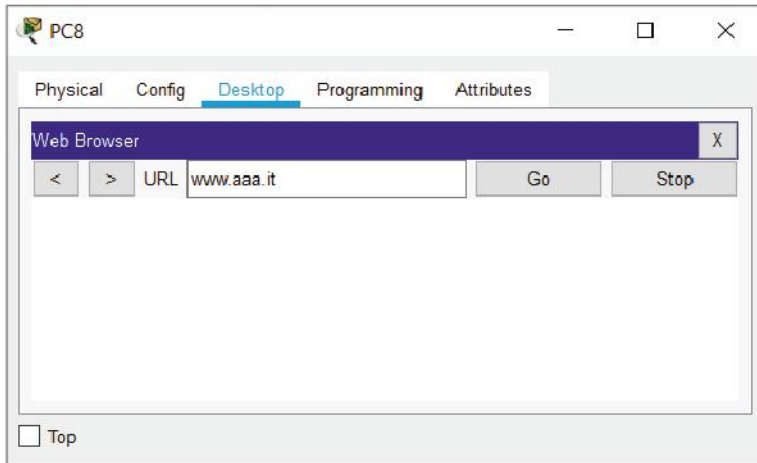 PC8
Physical Config Desktop Programming Attributes
Web Browser X
< > URL www.aaa.it Go Stop
Top